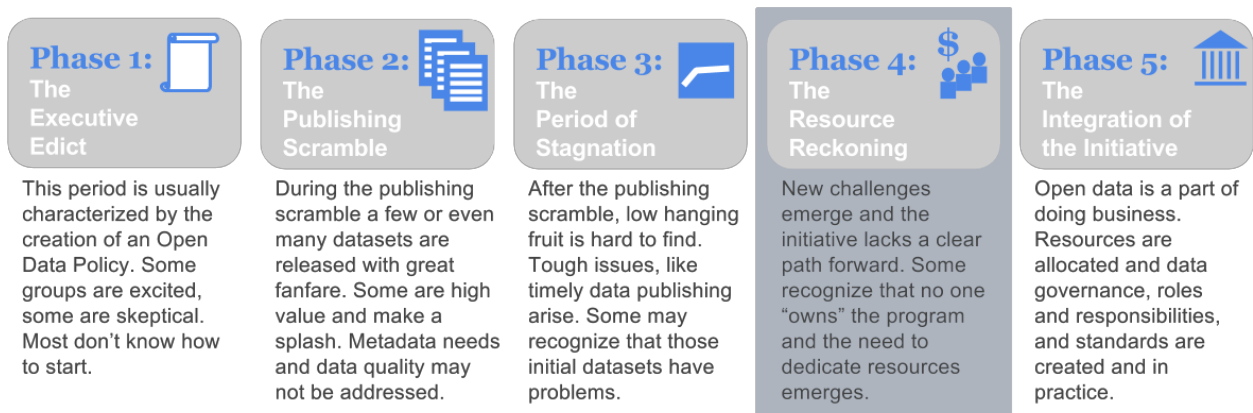 Phase 1:
The
Executive
Edict
This period is usually
characterized by the
creation of an Open
Data Policy. Some
groups are excited,
some are skeptical.
Most don’t know how
to start.
Phase 2:
The
Publishing
Scramble
During the publishing
scramble a few or even
many datasets are
released with great
fanfare. Some are high
value and make a
splash. Metadata needs
and data quality may
not be addressed.
Phase 3:
The
Period of
Stagnation
After the publishing
scramble, low hanging
fruit is hard to find.
Tough issues, like
timely data publishing
arise. Some may
recognize that those
initial datasets have
problems.
Phase 4:
$
The
Resource
Reckoning
New challenges
emerge and the
initiative lacks a clear
path forward. Some
recognize that no one
“owns” the program
and the need to
dedicate resources
emerges.
Phase 5:
The
Integration of
the Initiative
Open data is a part of
doing business.
Resources are
allocated and data
governance, roles
and responsibilities,
and standards are
created and in
practice.